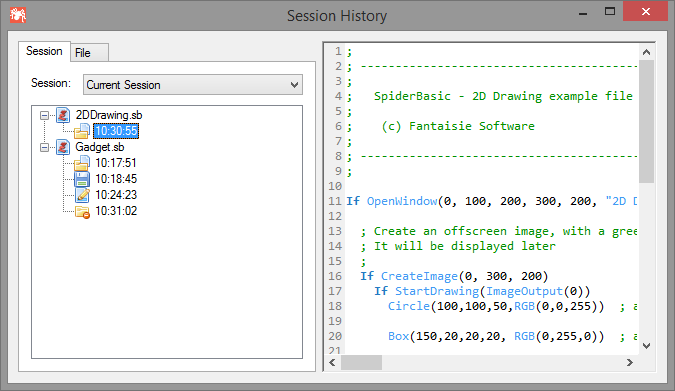 Session History
Session File
Session: Current Session
2DDrawing.sb
10:30:55
Gadget.sb
10:17:51
10:18:45
10:24:23
10:31:02
1 ;
2 ; ------------------------------------------
3 ;
4 ;   SpiderBasic - 2D Drawing example file
5 ;
6 ;    (c) Fantaisie Software
7 ;
8 ; ------------------------------------------
9 ;
10
11 If OpenWindow(0, 100, 200, 300, 200, "2D D
12
13   ; Create an offscreen image, with a gree
14   ; It will be displayed later
15   ;
16   If CreateImage(0, 300, 200)
17     If StartDrawing(ImageOutput(0))
18       Circle(100,100,50,RGB(0,0,255))  ; a
19
20       Box(150,20,20,20, RGB(0,255,0))  ; a
21